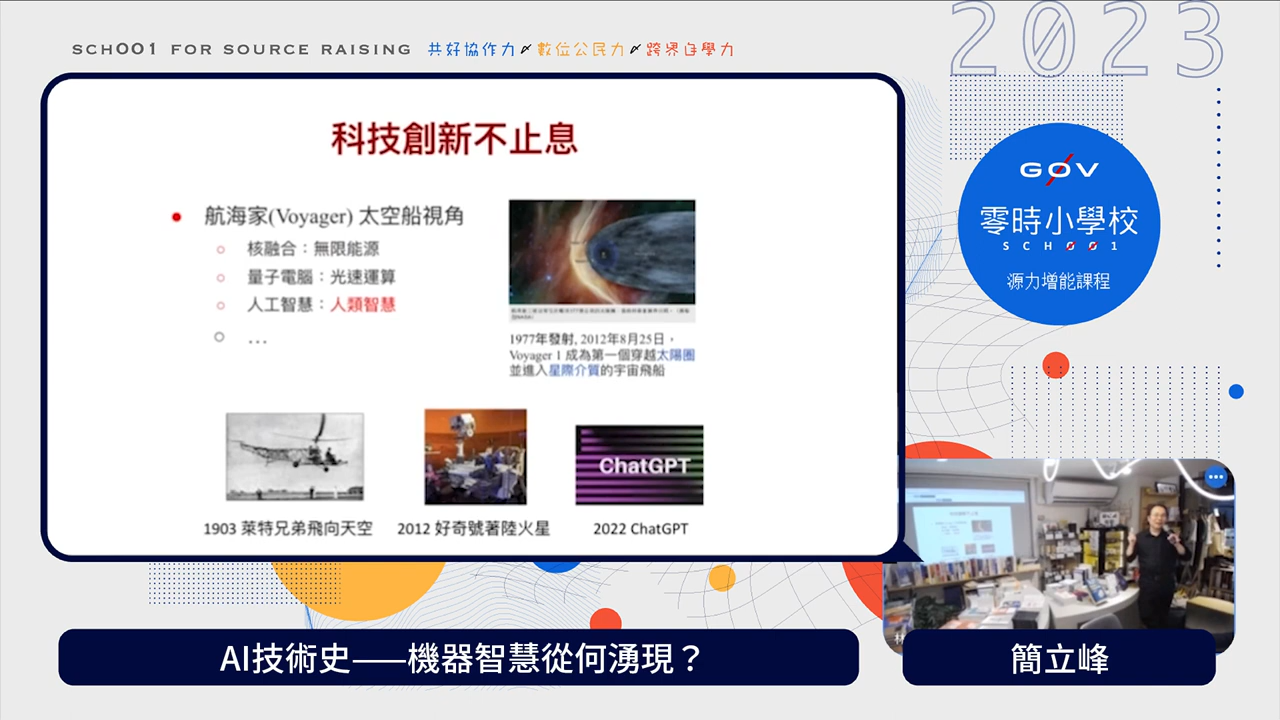 2023
SCH001 FOR SOURCE RAISING 共好協作力 數位公民力 跨界自學力
科技創新不止息
航海家(Voyager) 太空船視角
核融合：無限能源
量子電腦：光速運算
人工智慧：人類智慧
...
1977年發射, 2012年8月25日，
Voyager 1 成為第一個穿越太陽圈
並進入星際介質的宇宙飛船
ChatGPT
1903 萊特兄弟飛向天空
2012 好奇號著陸火星
2022 ChatGPT
G0V
零時小學校
SCH001
源力增能課程
AI技術史——機器智慧從何湧現？
簡立峰